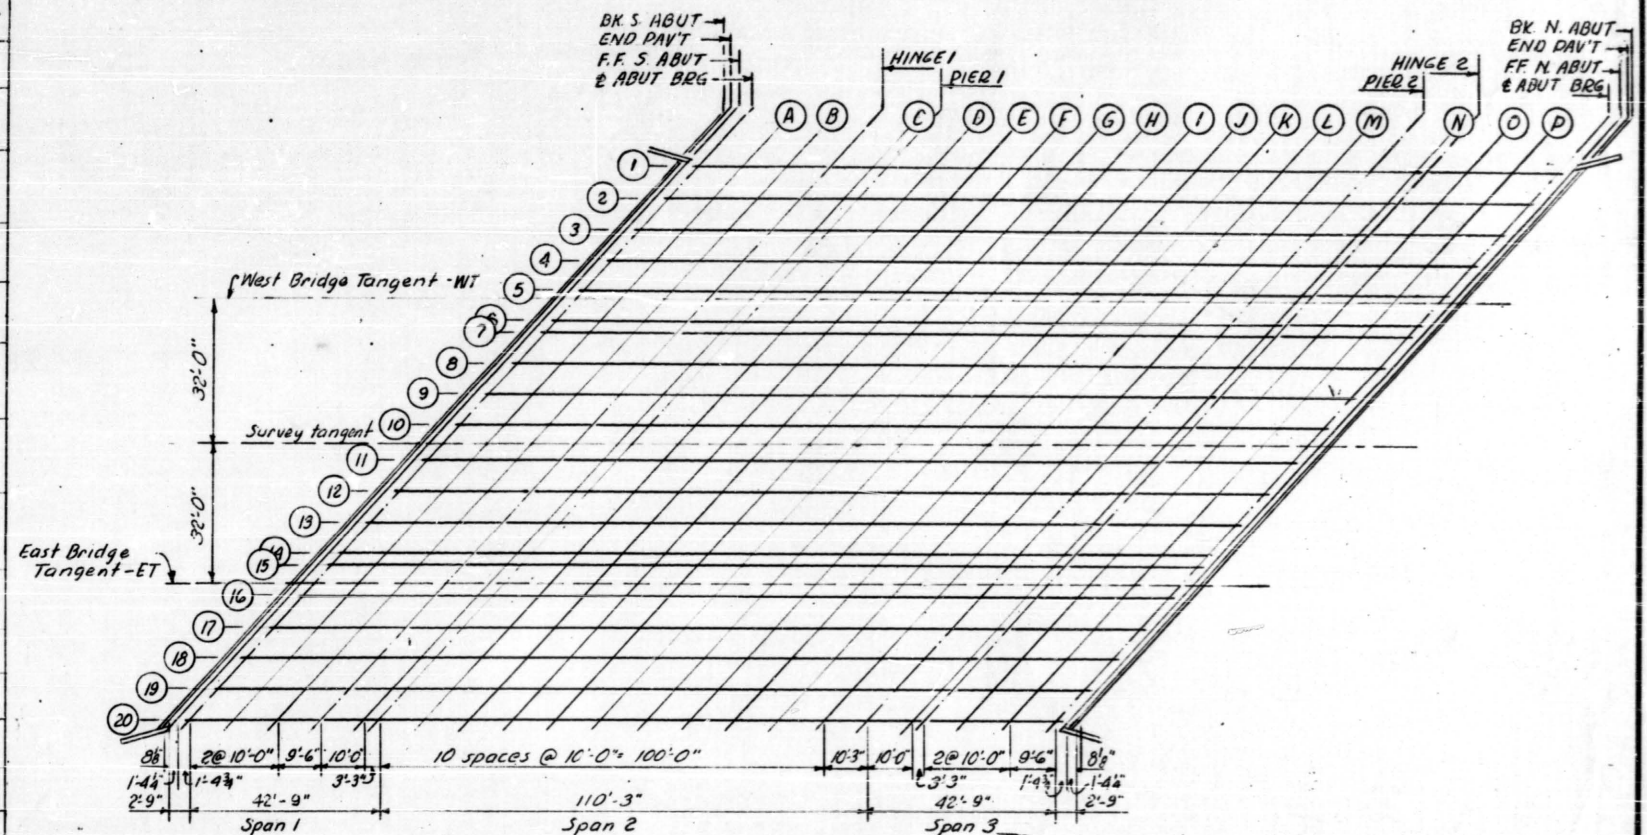 BK. S. ABUT
END PAV'T
F.F. S. ABUT
℄ ABUT BRG
HINGE 1
PIER 1
HINGE 2
PIER 2
BK. N. ABUT
END PAV'T
FF. N. ABUT
℄ ABUT BRG
A B C D E F G H I J K L M N O P
1
2
3
4
5
6
7
8
9
10
11
12
13
14
15
16
17
18
19
20
West Bridge Tangent -WT
32'-0"
Survey tangent
32'-0"
East Bridge
Tangent-ET
2@ 10'-0" 9'-6" 10'-0" 10 spaces @ 10'-0"= 100'-0" 10'-3" 10'-0" 2@ 10'-0" 9'-6"
1'-4¼" 1'-4¾" 3'-3" 3'-3" 1'-4¾" 1'-4¼"
2'-9" 42'-9" 110'-3" 42'-9" 2'-9"
Span 1 Span 2 Span 3